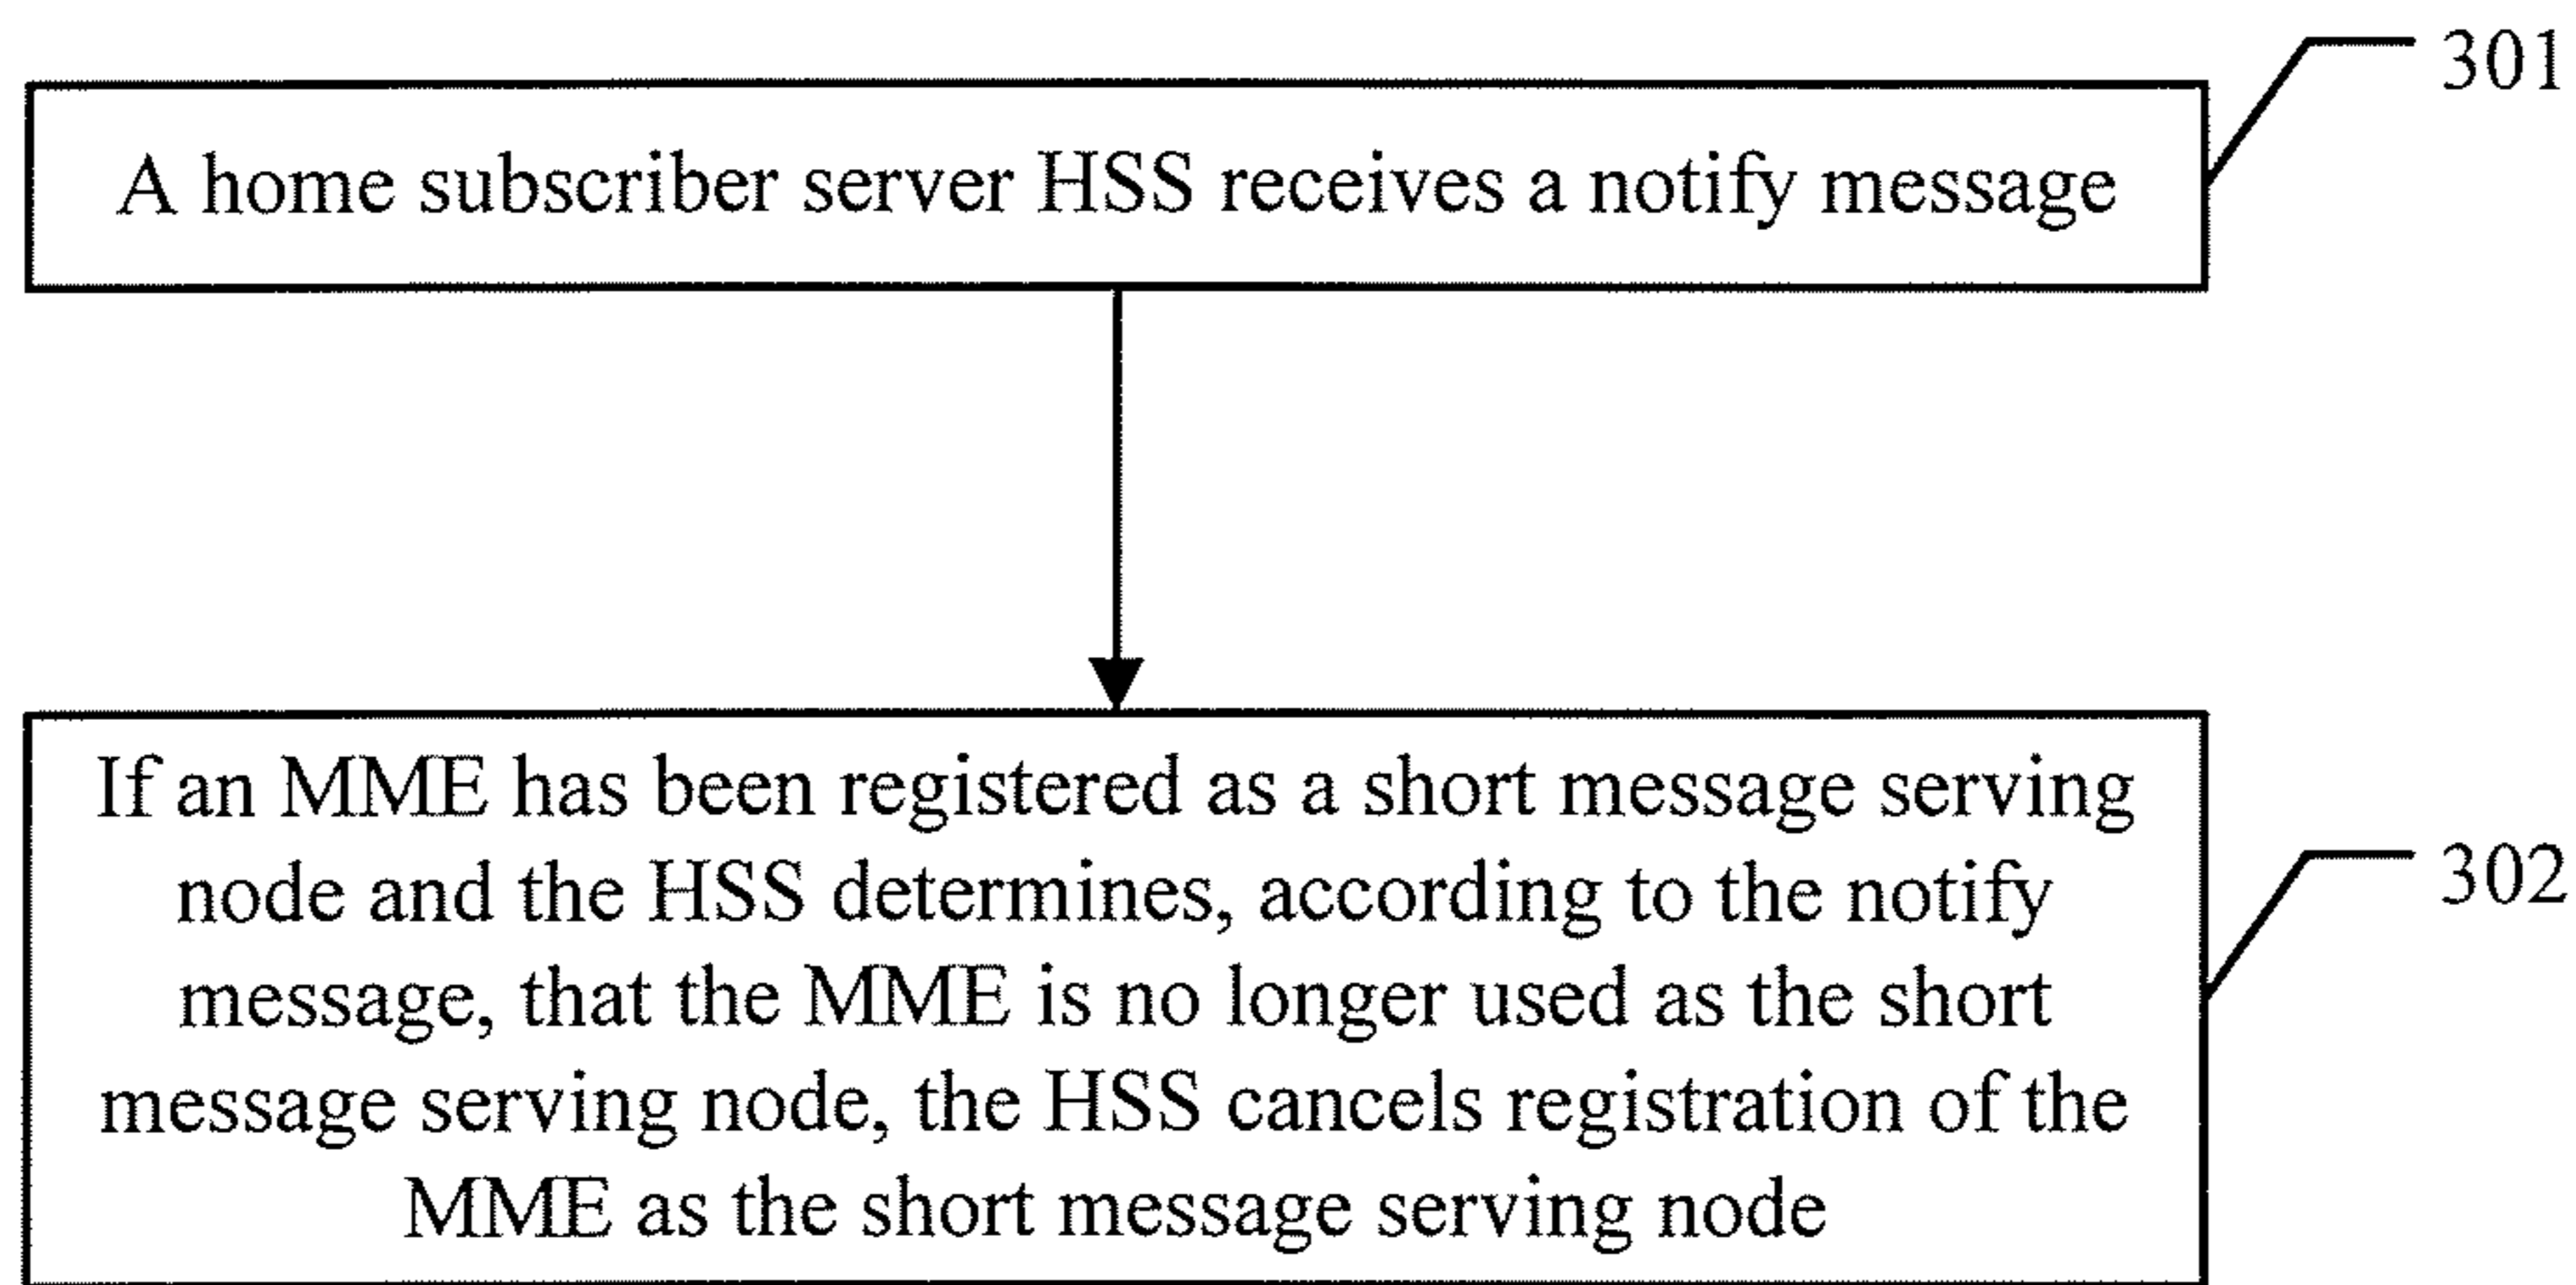 301
A home subscriber server HSS receives a notify message
If an MME has been registered as a short message serving
node and the HSS determines, according to the notify
302
message, that the MME is no longer used as the short
message serving node, the HSS cancels registration of the
MME as the short message serving node